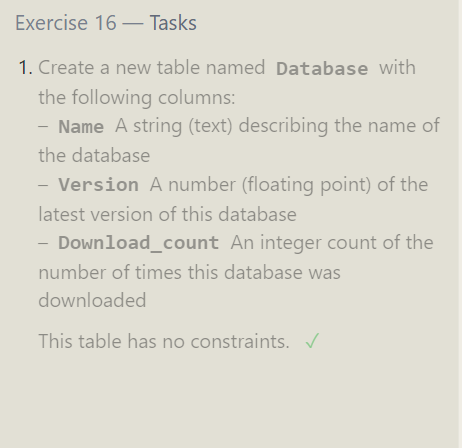 Exercise 16 — Tasks
1. Create a new table named Database with
the following columns:
– Name A string (text) describing the name of
the database
– Version A number (floating point) of the
latest version of this database
– Download_count An integer count of the
number of times this database was
downloaded
This table has no constraints. ✓